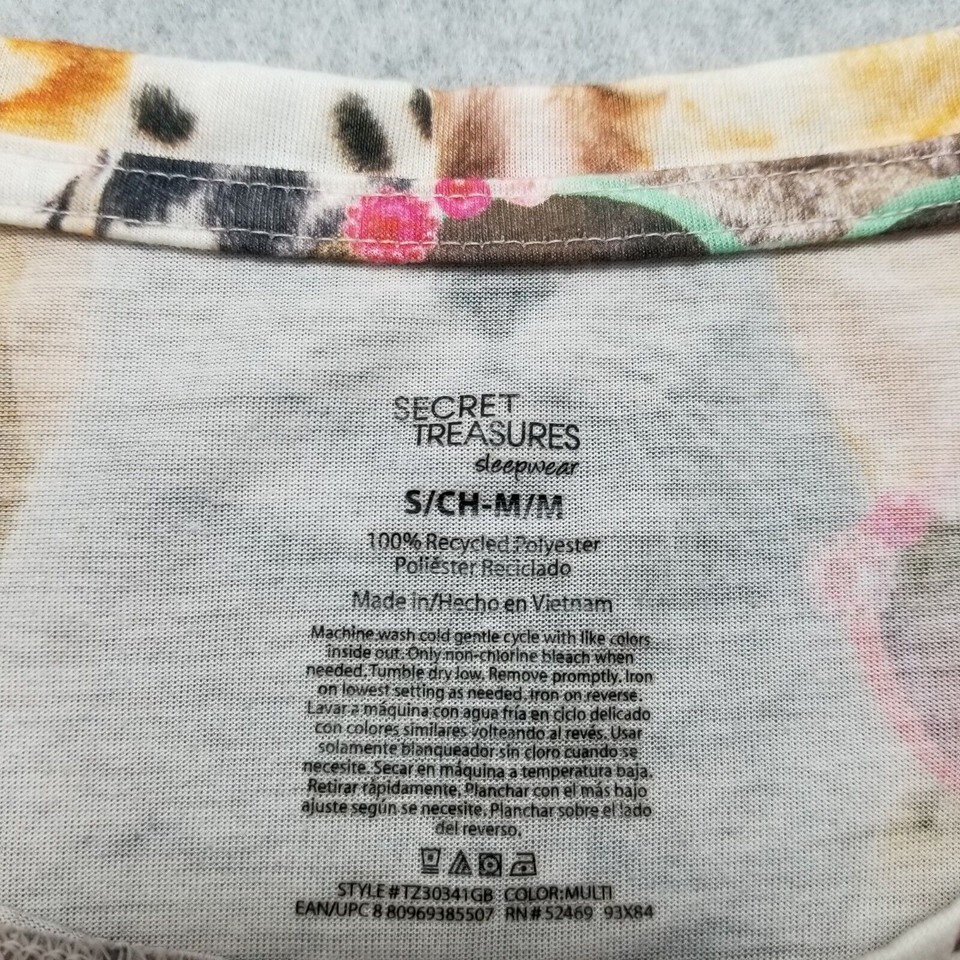 SECRET
TREASURES
sleepwear
S/CH-M/M
100% Recycled Polyester
Poliéster Reciclado
Made in/Hecho en Vietnam
Machine wash cold gentle cycle with like colors
inside out. Only non-chlorine bleach when
needed. Tumble dry low. Remove promptly. Iron
on lowest setting as needed. Iron on reverse.
Lavar a máquina con agua fría en ciclo delicado
con colores similares volteando al revés. Usar
solamente blanqueador sin cloro cuando se
necesite. Secar en máquina a temperatura baja.
Retirar rápidamente. Planchar con el más bajo
ajuste según se necesite. Planchar sobre el lado
del reverso.
STYLE # TZ30341GB COLOR:MULTI
EAN/UPC 8 80969385507 RN # 52469 93X84